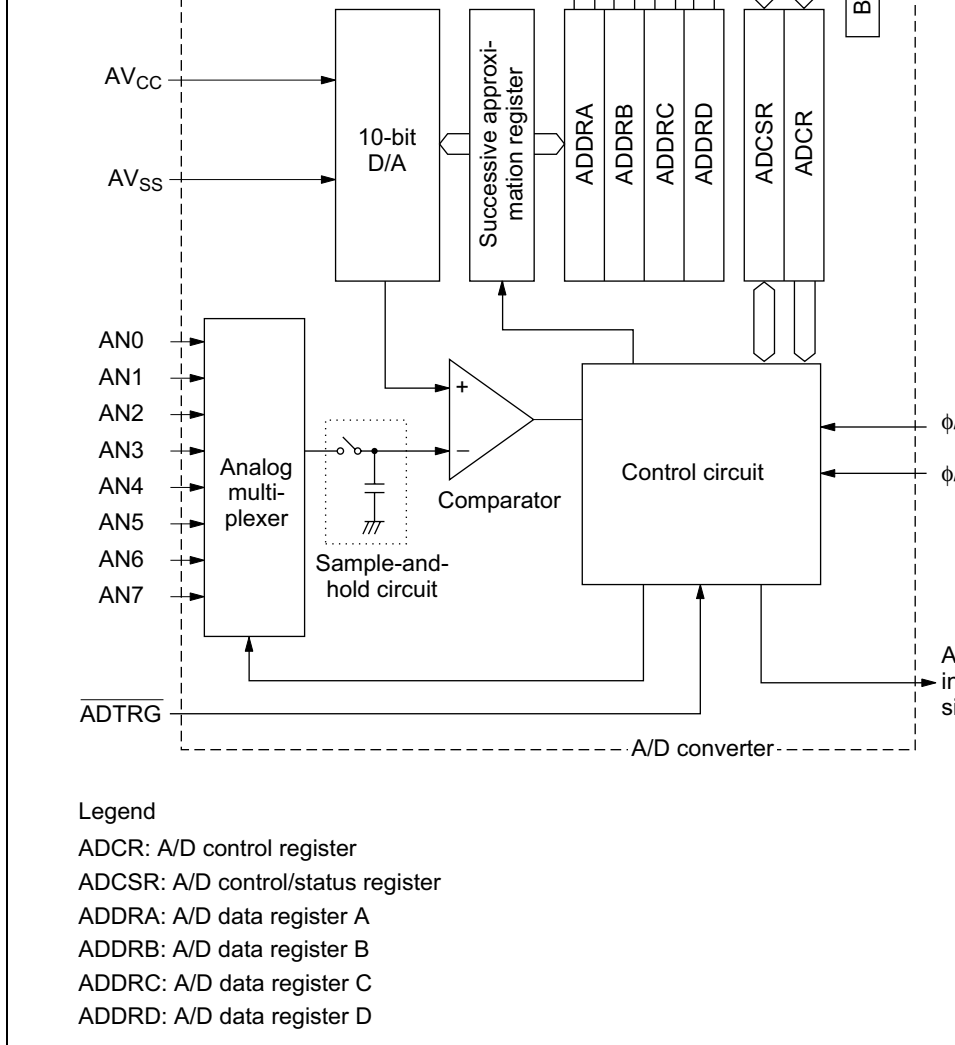 B
AVCC
AVSS
10-bit
D/A
Successive approxi-
mation register
ADDRA
ADDRB
ADDRC
ADDRD
ADCSR
ADCR
AN0
AN1
AN2
AN3
AN4
AN5
AN6
AN7
Analog
multi-
plexer
+
−
Comparator
Sample-and-
hold circuit
Control circuit
ϕ/
ϕ/
A
in
si
ADTRG
A/D converter
Legend
ADCR: A/D control register
ADCSR: A/D control/status register
ADDRA: A/D data register A
ADDRB: A/D data register B
ADDRC: A/D data register C
ADDRD: A/D data register D